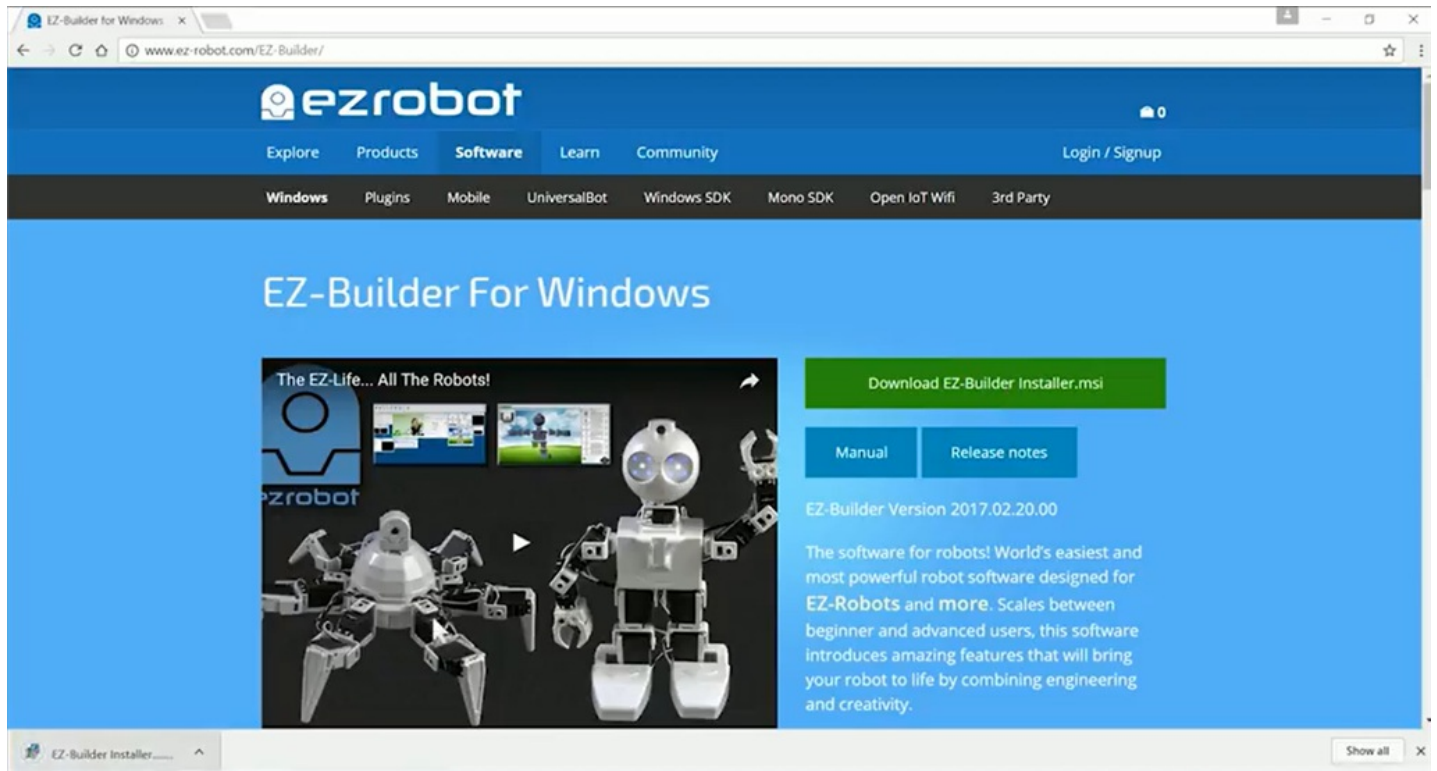 EZ-Builder for Windows
www.ez-robot.com/EZ-Builder/
ezrobot
0
Explore Products Software Learn Community Login / Signup
Windows Plugins Mobile UniversalBot Windows SDK Mono SDK Open IoT Wifi 3rd Party
EZ-Builder For Windows
The EZ-Life... All The Robots!
ezrobot
Download EZ-Builder Installer.msi
Manual Release notes
EZ-Builder Version 2017.02.20.00
The software for robots! World's easiest and
most powerful robot software designed for
EZ-Robots and more. Scales between
beginner and advanced users, this software
introduces amazing features that will bring
your robot to life by combining engineering
and creativity.
EZ-Builder Installer.......
Show all